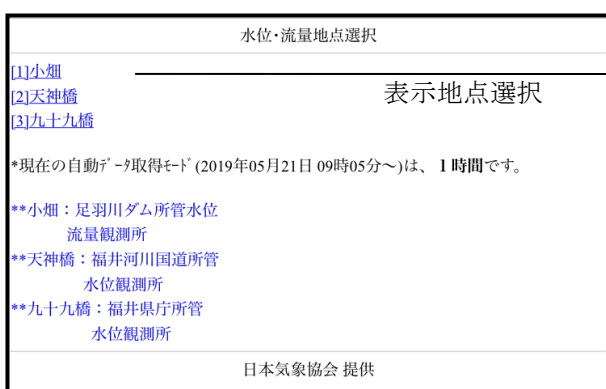 水位・流量地点選択
[1]小畑
[2]天神橋
[3]九十九橋
表示地点選択
*現在の自動ﾃﾞｰﾀ取得ﾓｰﾄﾞ(2019年05月21日 09時05分～)は、１時間です。
**小畑：足羽川ダム所管水位
流量観測所
**天神橋：福井河川国道所管
水位観測所
**九十九橋：福井県庁所管
水位観測所
日本気象協会 提供